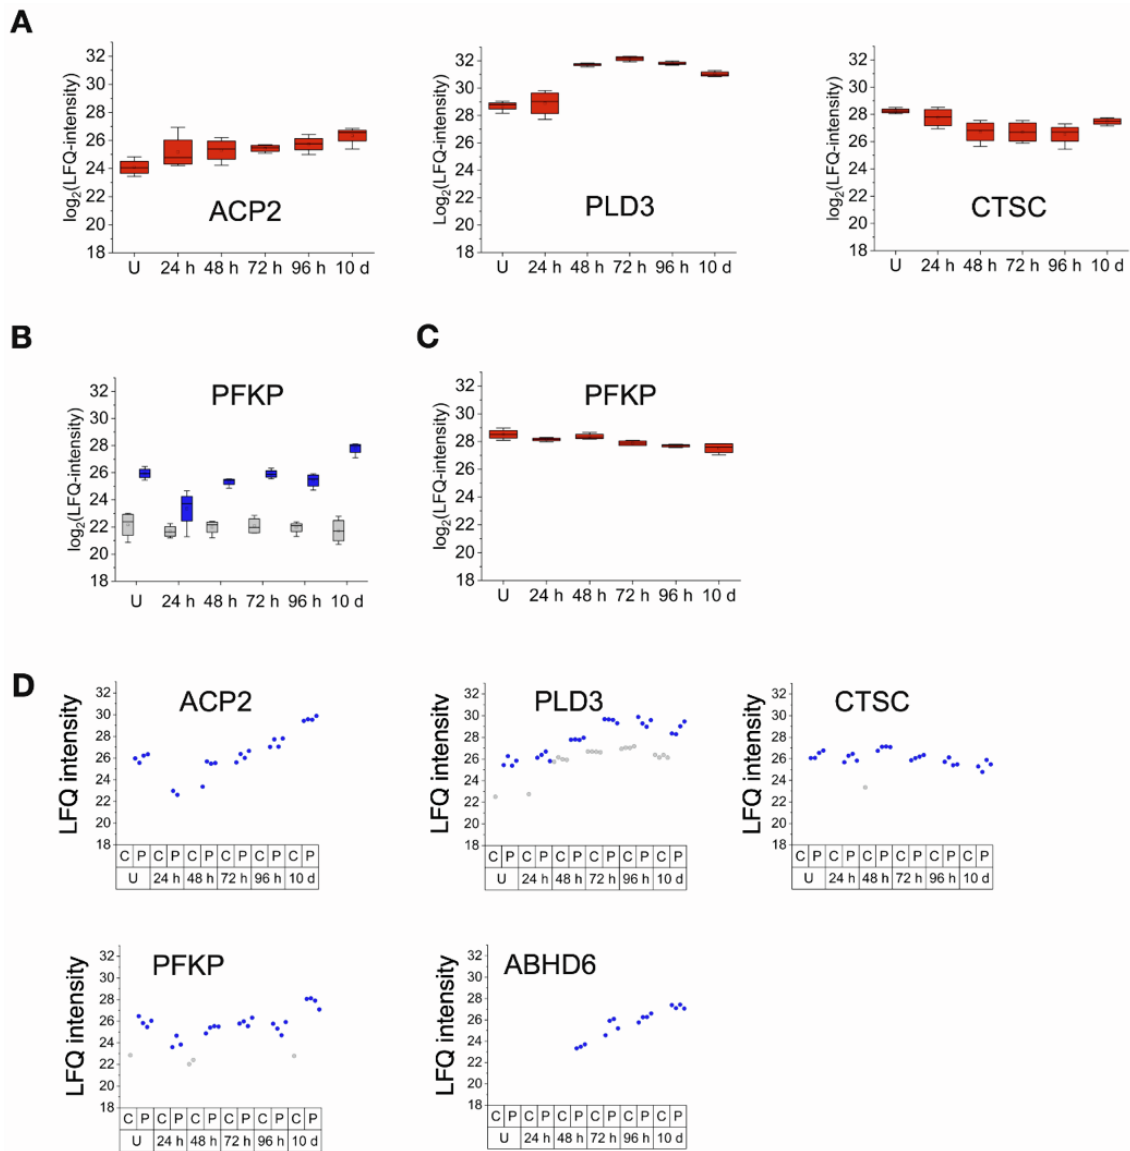 A
log2(LFQ-intensity)
32
30
28
26
24
22
20
18
ACP2
U 24 h 48 h 72 h 96 h 10 d
Log2(LFQ-intensity)
32
30
28
26
24
22
20
18
PLD3
U 24 h 48 h 72 h 96 h 10 d
log2(LFQ-intensity)
32
30
28
26
24
22
20
18
CTSC
U 24 h 48 h 72 h 96 h 10 d
B
PFKP
log2(LFQ-intensity)
32
30
28
26
24
22
20
18
U 24 h 48 h 72 h 96 h 10 d
C
PFKP
log2(LFQ-intensity)
32
30
28
26
24
22
20
18
U 24 h 48 h 72 h 96 h 10 d
D
ACP2
LFQ intensity
32
30
28
26
24
22
20
18
C P C P C P C P C P C P
U 24 h 48 h 72 h 96 h 10 d
PLD3
LFQ intensity
32
30
28
26
24
22
20
18
C P C P C P C P C P C P
U 24 h 48 h 72 h 96 h 10 d
CTSC
LFQ intensity
32
30
28
26
24
22
20
18
C P C P C P C P C P C P
U 24 h 48 h 72 h 96 h 10 d
PFKP
LFQ intensity
32
30
28
26
24
22
20
18
C P C P C P C P C P C P
U 24 h 48 h 72 h 96 h 10 d
ABHD6
LFQ intensity
32
30
28
26
24
22
20
18
C P C P C P C P C P C P
U 24 h 48 h 72 h 96 h 10 d